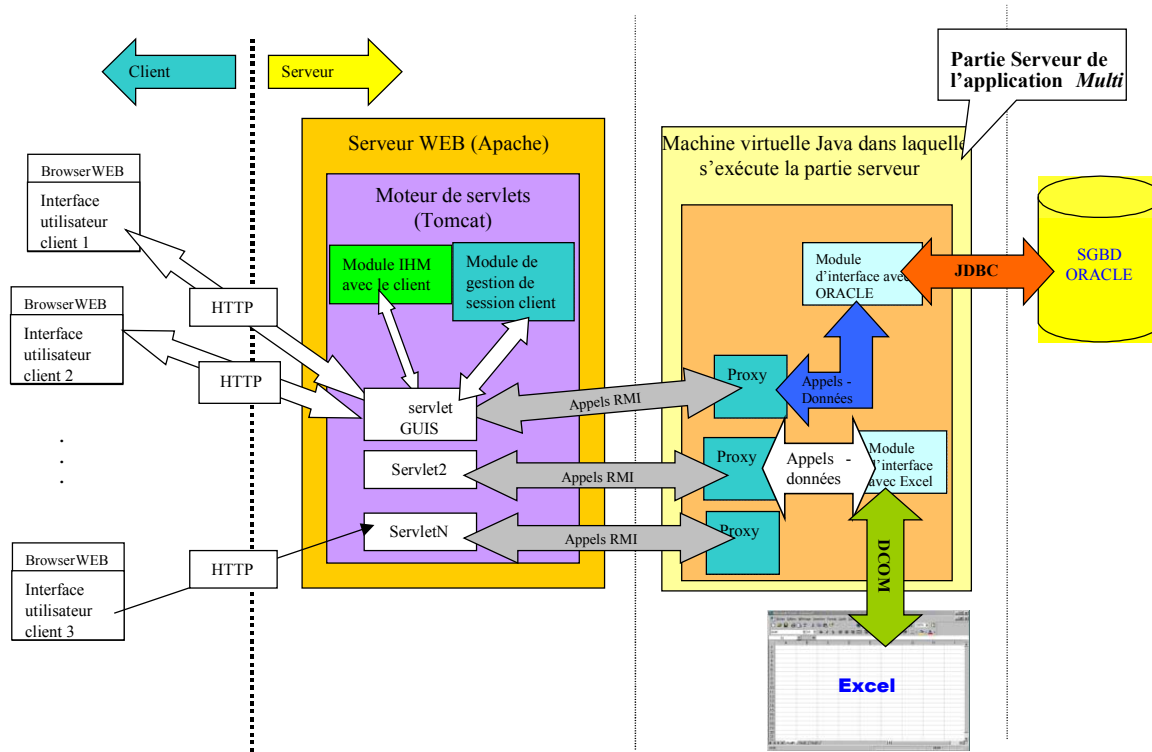 Client
Serveur
Partie Serveur de
l'application Multi
Serveur WEB (Apache)
Moteur de servlets
(Tomcat)
Module IHM
avec le client
Module de
gestion de
session client
servlet
GUIS
Servlet2
ServletN
BrowserWEB
Interface
utilisateur
client 1
BrowserWEB
Interface
utilisateur
client 2
.
.
.
BrowserWEB
Interface
utilisateur
client 3
HTTP
HTTP
HTTP
Appels RMI
Appels RMI
Appels RMI
Machine virtuelle Java dans laquelle
s'exécute la partie serveur
Module
d'interface avec
ORACLE
JDBC
SGBD
ORACLE
Proxy
Appels -
Données
Proxy
Appels -
données
Module
d'interface
avec Excel
Proxy
DCOM
Excel